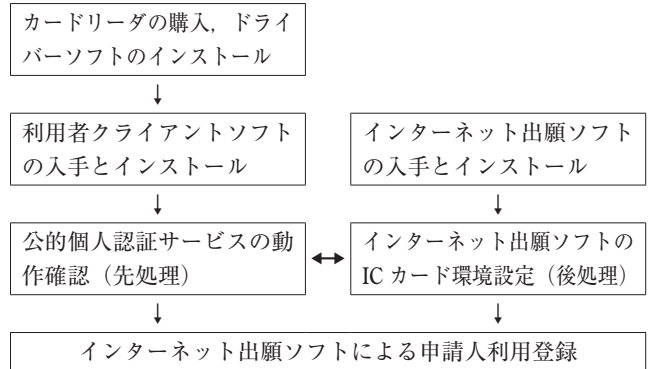 カードリーダの購入，ドライ
バーソフトのインストール
↓
利用者クライアントソフト
の入手とインストール
インターネット出願ソフト
の入手とインストール
↓
↓
公的個人認証サービスの動
作確認（先処理）
↔
インターネット出願ソフトの
IC カード環境設定（後処理）
↓
↓
インターネット出願ソフトによる申請人利用登録